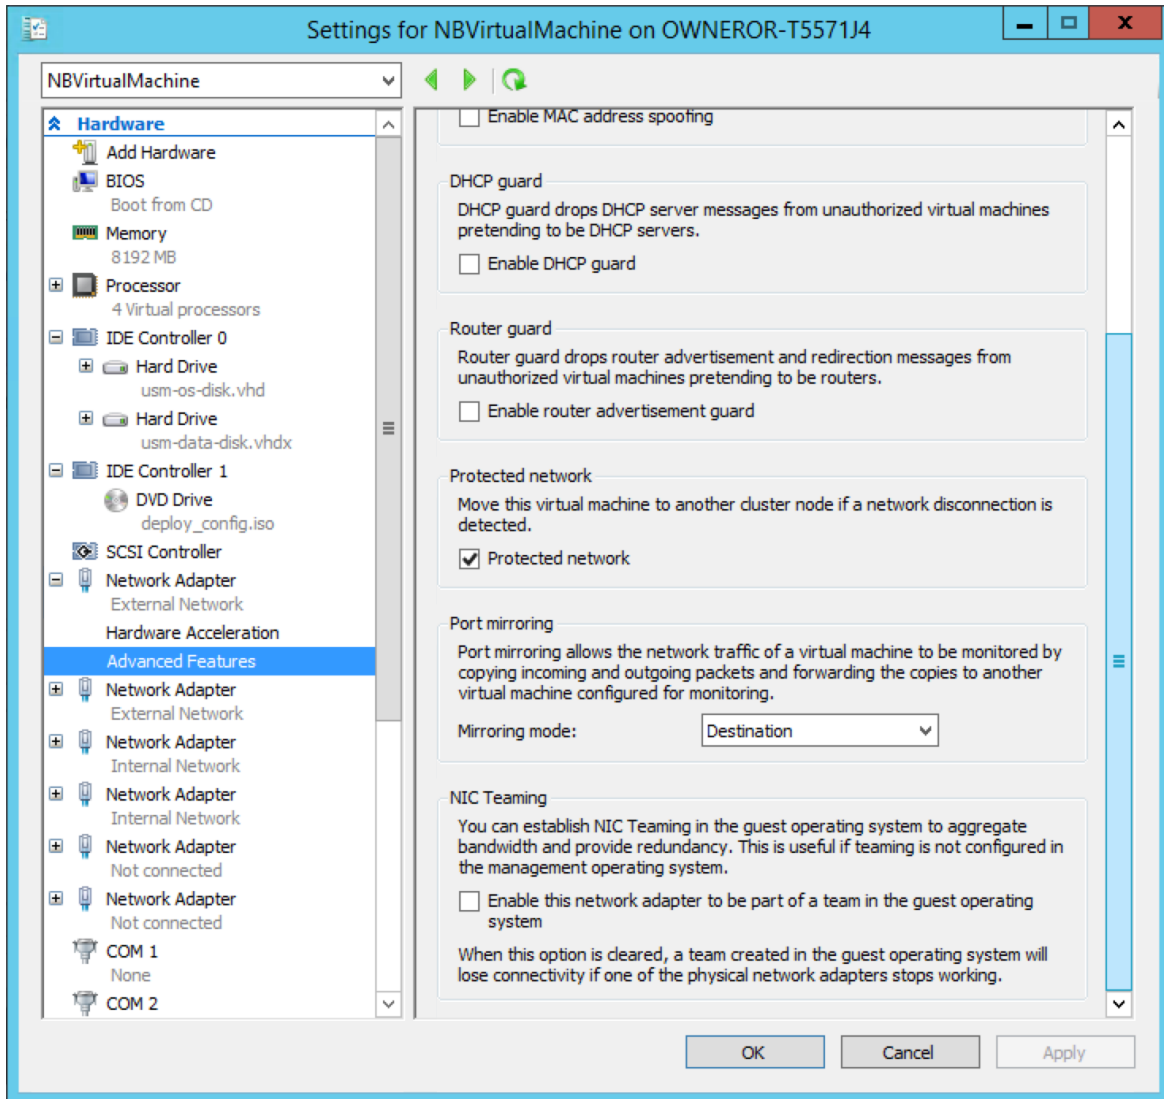 Settings for NBVirtualMachine on OWNEROR-T5571J4
NBVirtualMachine
Hardware
Add Hardware
BIOS
Boot from CD
Memory
8192 MB
Processor
4 Virtual processors
IDE Controller 0
Hard Drive
usm-os-disk.vhd
Hard Drive
usm-data-disk.vhdx
IDE Controller 1
DVD Drive
deploy_config.iso
SCSI Controller
Network Adapter
External Network
Hardware Acceleration
Advanced Features
Network Adapter
External Network
Network Adapter
Internal Network
Network Adapter
Internal Network
Network Adapter
Not connected
Network Adapter
Not connected
COM 1
None
COM 2
Enable MAC address spoofing
DHCP guard
DHCP guard drops DHCP server messages from unauthorized virtual machines
pretending to be DHCP servers.
Enable DHCP guard
Router guard
Router guard drops router advertisement and redirection messages from
unauthorized virtual machines pretending to be routers.
Enable router advertisement guard
Protected network
Move this virtual machine to another cluster node if a network disconnection is
detected.
Protected network
Port mirroring
Port mirroring allows the network traffic of a virtual machine to be monitored by
copying incoming and outgoing packets and forwarding the copies to another
virtual machine configured for monitoring.
Mirroring mode: Destination
NIC Teaming
You can establish NIC Teaming in the guest operating system to aggregate
bandwidth and provide redundancy. This is useful if teaming is not configured in
the management operating system.
Enable this network adapter to be part of a team in the guest operating
system
When this option is cleared, a team created in the guest operating system will
lose connectivity if one of the physical network adapters stops working.
OK Cancel Apply